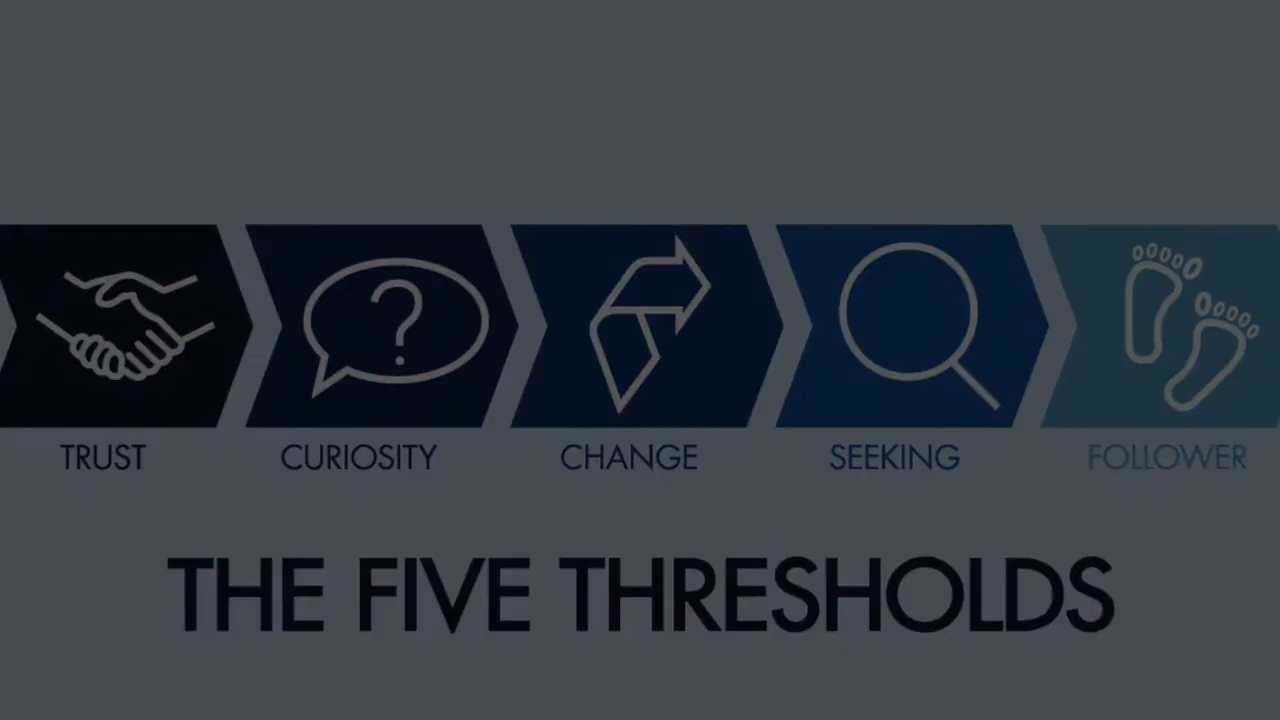 ?
TRUST
CURIOSITY
CHANGE
SEEKING
FOLLOWER
THE FIVE THRESHOLDS